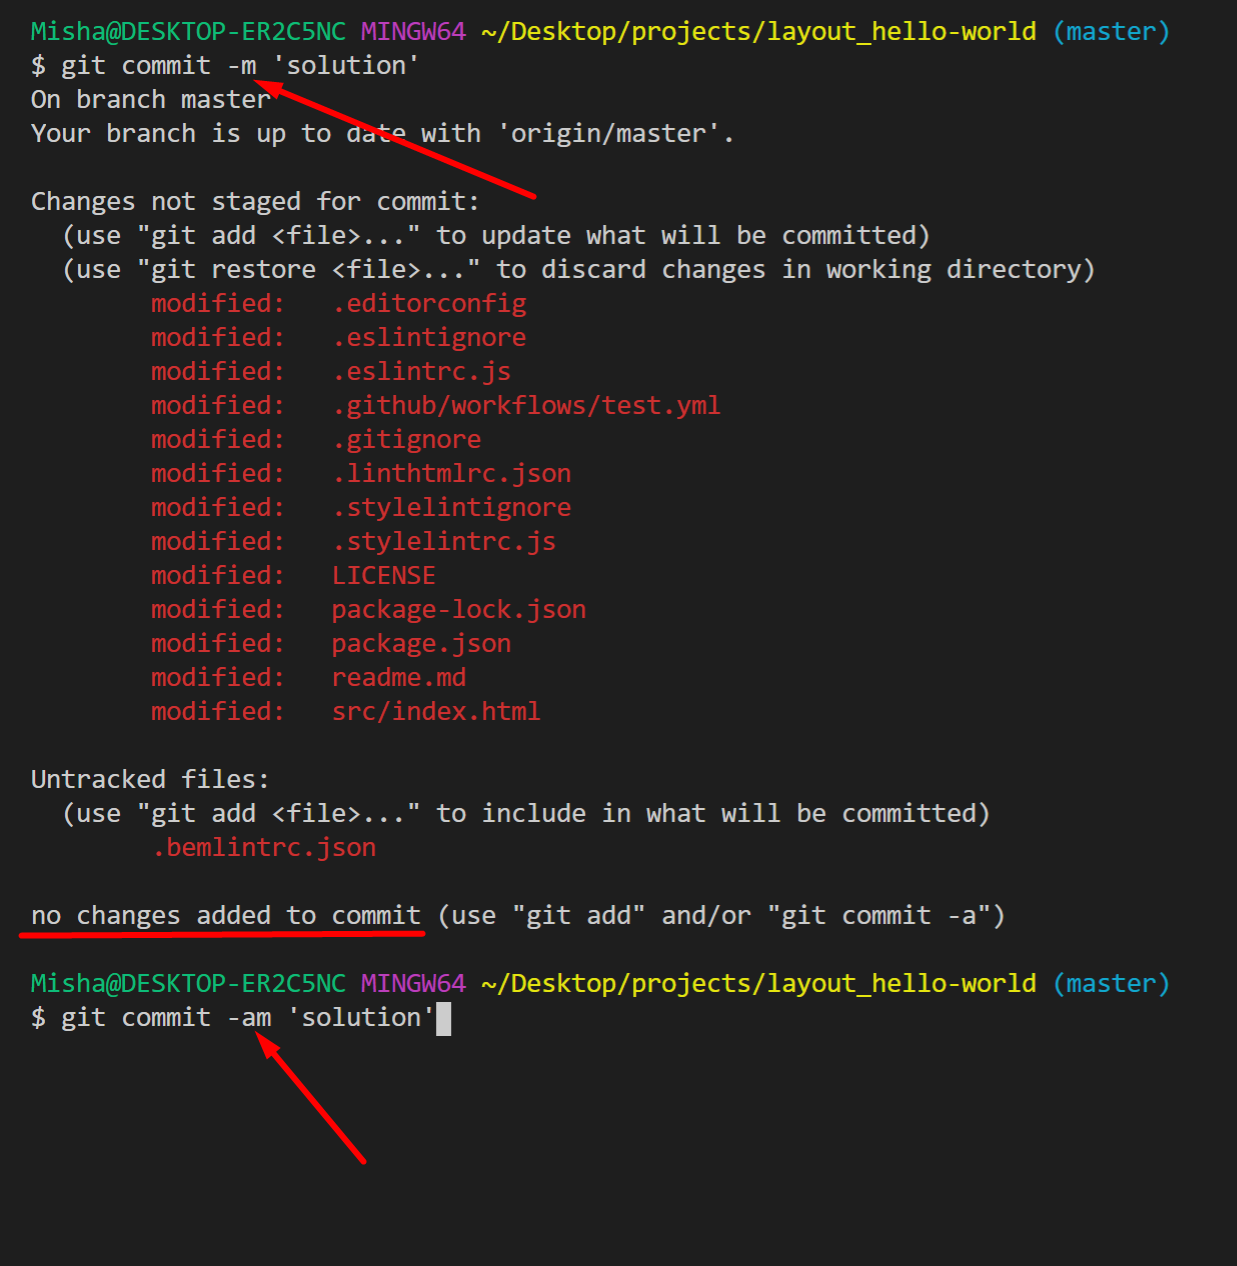 Misha@DESKTOP-ER2C5NC MINGW64 ~/Desktop/projects/layout_hello-world (master)
$ git commit -m 'solution'
On branch master
Your branch is up to date with 'origin/master'.
Changes not staged for commit:
(use "git add <file>..." to update what will be committed)
(use "git restore <file>..." to discard changes in working directory)
modified: .editorconfig
modified: .eslintignore
modified: .eslintrc.js
modified: .github/workflows/test.yml
modified: .gitignore
modified: .linthtmlrc.json
modified: .stylelintignore
modified: .stylelintrc.js
modified: LICENSE
modified: package-lock.json
modified: package.json
modified: readme.md
modified: src/index.html
Untracked files:
(use "git add <file>..." to include in what will be committed)
.bemlintrc.json
no changes added to commit (use "git add" and/or "git commit -a")
Misha@DESKTOP-ER2C5NC MINGW64 ~/Desktop/projects/layout_hello-world (master)
$ git commit -am 'solution'